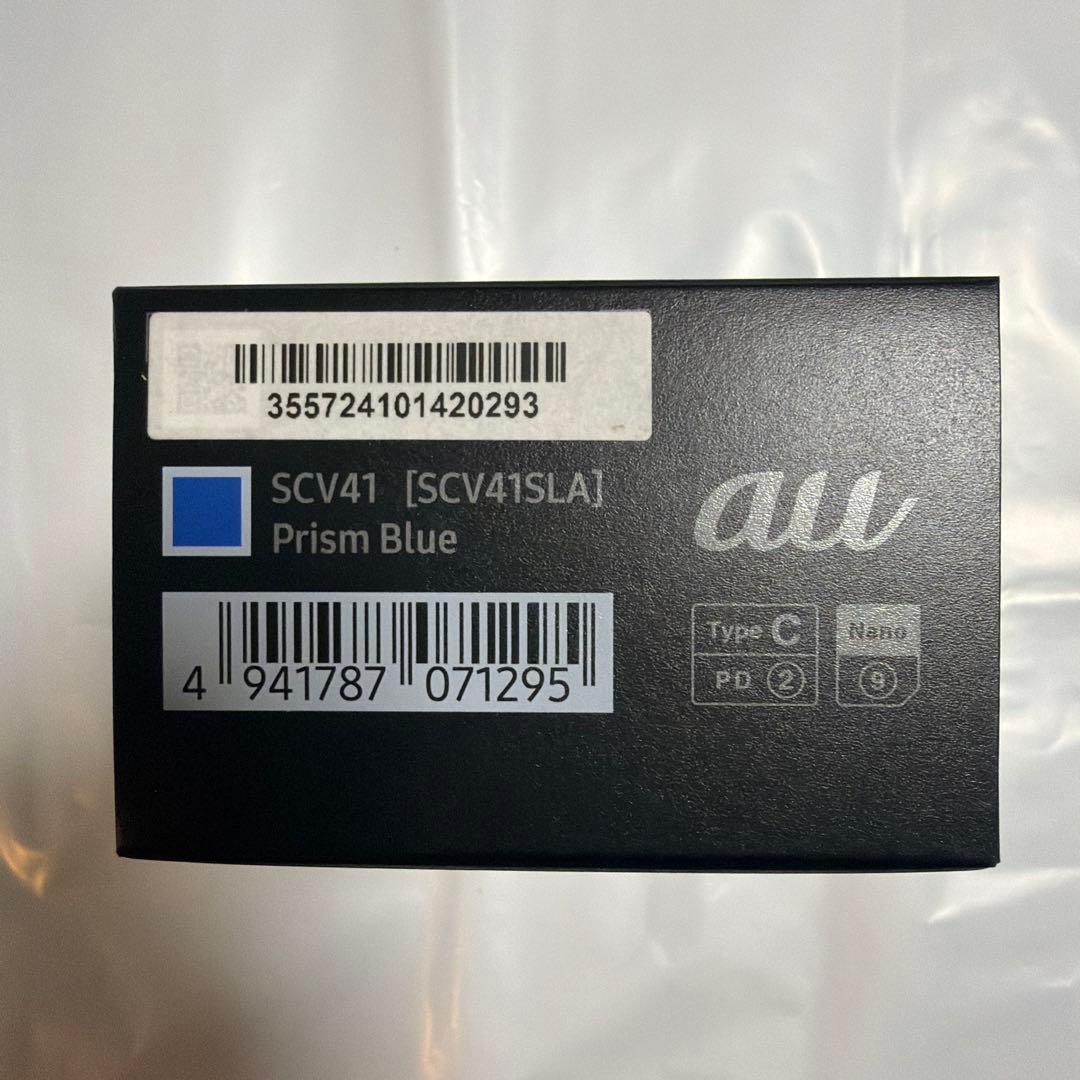 355724101420293
SCV41 [SCV41SLA]
Prism Blue
au
4 941787 071295
Type C
PD 2
Nano
9